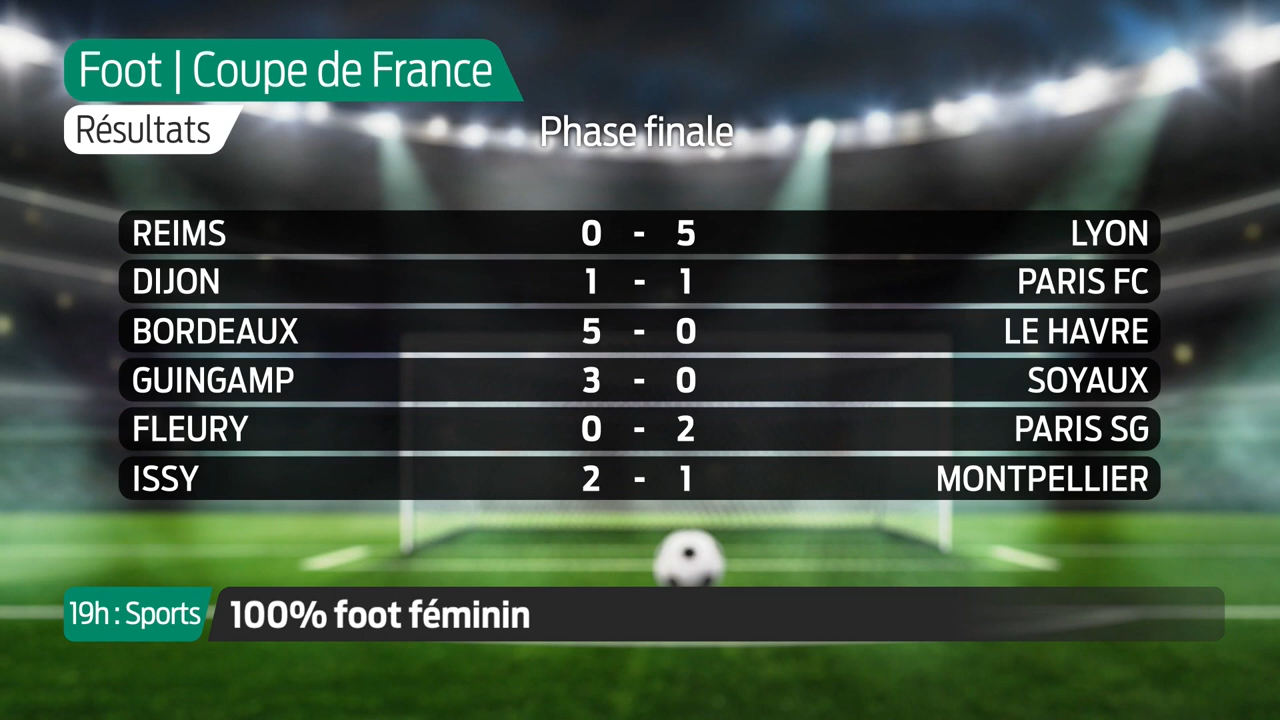 Foot | Coupe de France
Résultats
Phase finale
REIMS 0 - 5 LYON
DIJON 1 - 1 PARIS FC
BORDEAUX 5 - 0 LE HAVRE
GUINGAMP 3 - 0 SOYAUX
FLEURY 0 - 2 PARIS SG
ISSY 2 - 1 MONTPELLIER
19h : Sports 100% foot féminin